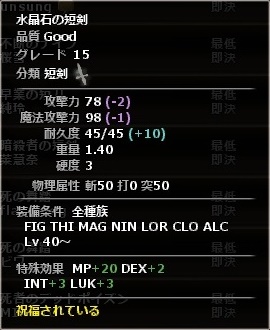 水晶石の短剣
品質 Good
グレード 15
分類 短剣
攻撃力 78 (-2)
魔法攻撃力 98 (-1)
耐久度 45/45 (+10)
重量 1.40
硬度 3
物理属性 斬50 打0 突50
装備条件 全種族
FIG THI MAG NIN LOR CLO ALC
Lv 40～
特殊効果 MP+20 DEX+2
INT+3 LUK+3
祝福されている